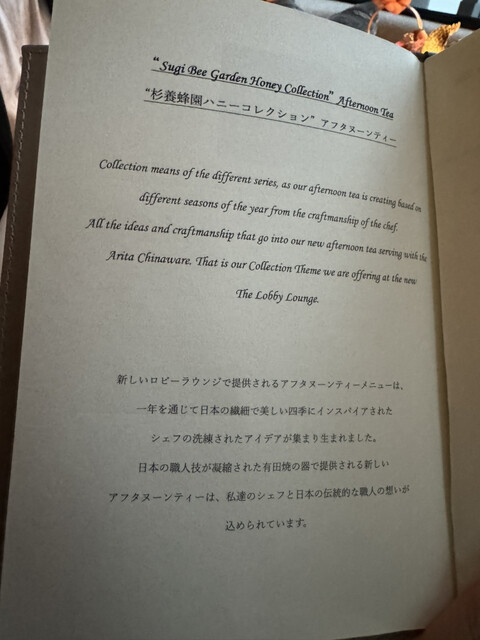 “Sugi Bee Garden Honey Collection” Afternoon Tea
“杉養蜂園ハニーコレクション” アフタヌーンティー
Collection means of the different series, as our afternoon tea is creating based on
different seasons of the year from the craftmanship of the chef.
All the ideas and craftmanship that go into our new afternoon tea serving with the
Arita Chinaware. That is our Collection Theme we are offering at the new
The Lobby Lounge.
新しいロビーラウンジで提供されるアフタヌーンティーメニューは、
一年を通じて日本の繊細で美しい四季にインスパイアされた
シェフの洗練されたアイデアが集まり生まれました。
日本の職人技が凝縮された有田焼の器で提供される新しい
アフタヌーンティーは、私達のシェフと日本の伝統的な職人の想いが
込められています。